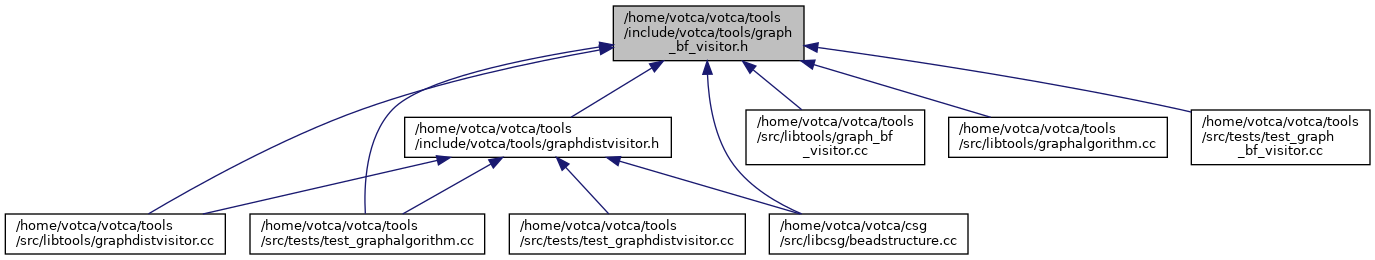 /home/votca/votca/tools
/include/votca/tools/graph
_bf_visitor.h
/home/votca/votca/tools
/include/votca/tools/graphdistvisitor.h
/home/votca/votca/tools
/src/libtools/graph_bf
_visitor.cc
/home/votca/votca/tools
/src/libtools/graphalgorithm.cc
/home/votca/votca/tools
/src/tests/test_graph
_bf_visitor.cc
/home/votca/votca/tools
/src/libtools/graphdistvisitor.cc
/home/votca/votca/tools
/src/tests/test_graphalgorithm.cc
/home/votca/votca/tools
/src/tests/test_graphdistvisitor.cc
/home/votca/votca/csg
/src/libcsg/beadstructure.cc